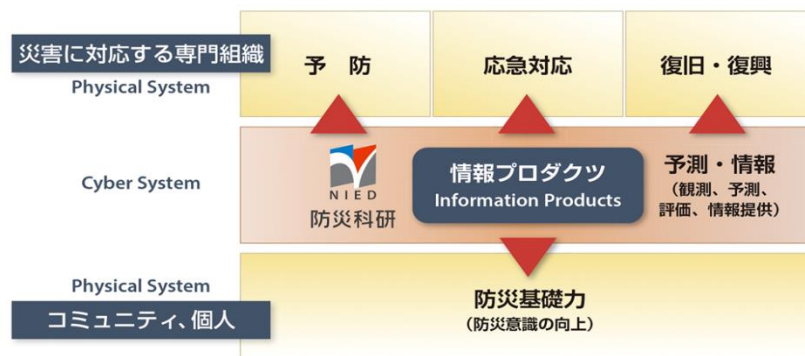 災害に対応する専門組織
Physical System
予 防
応急対応
復旧・復興
Cyber System
NIED
防災科研
情報プロダクツ
Information Products
予測・情報
(観測、予測、
評価、情報提供)
Physical System
コミュニティ、個人
防災基礎力
(防災意識の向上)